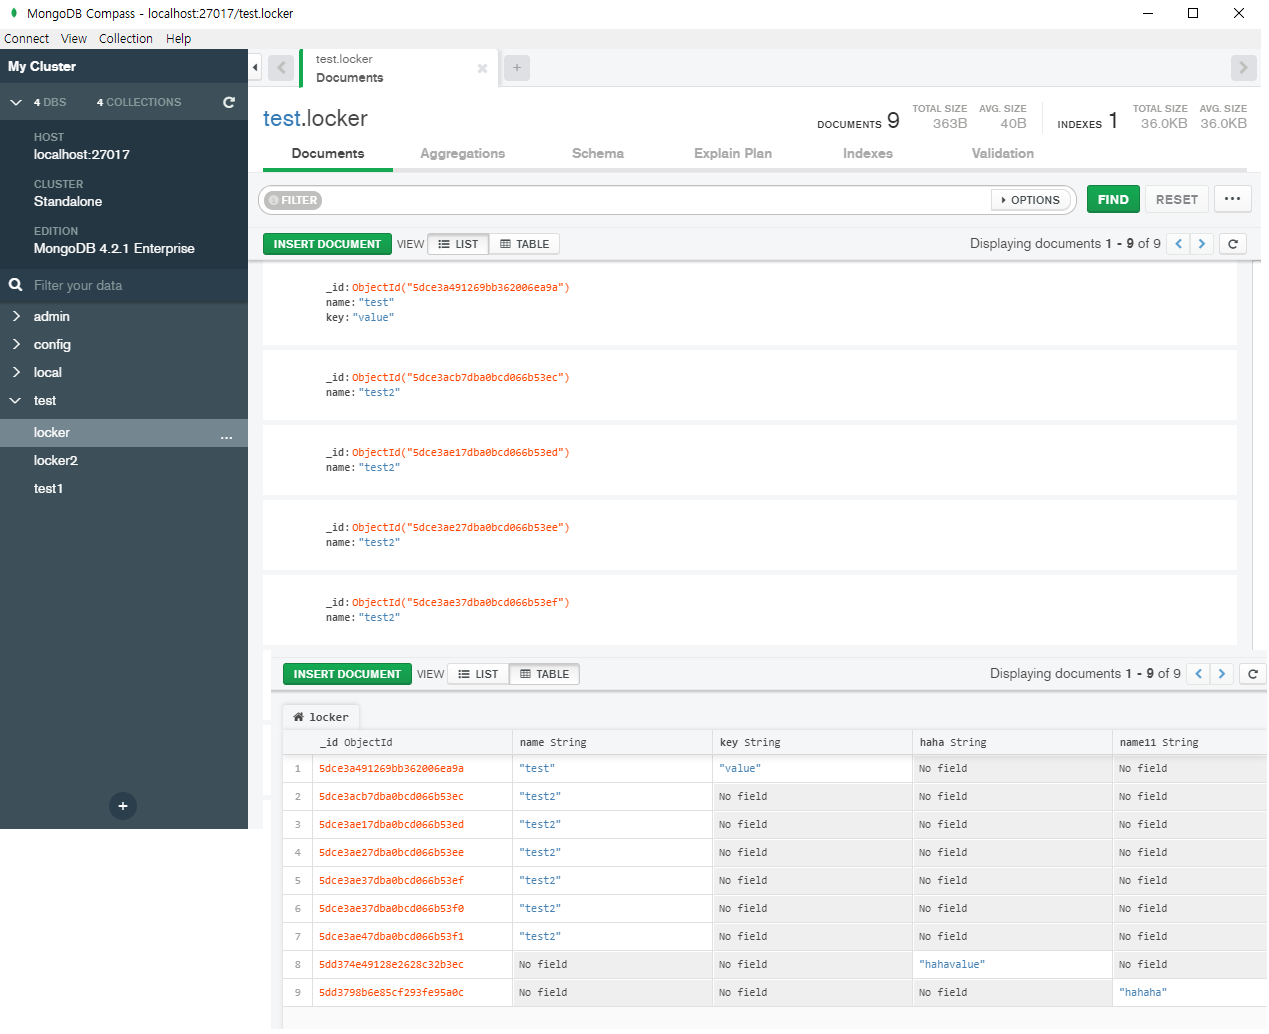 MongoDB Compass - localhost:27017/test.locker
Connect View Collection Help
My Cluster
4 DBS 4 COLLECTIONS
HOST
localhost:27017
CLUSTER
Standalone
EDITION
MongoDB 4.2.1 Enterprise
Filter your data
admin
config
local
test
locker ...
locker2
test1
test.locker
Documents
test.locker
DOCUMENTS 9 TOTAL SIZE 363B AVG. SIZE 40B INDEXES 1 TOTAL SIZE 36.0KB AVG. SIZE 36.0KB
Documents Aggregations Schema Explain Plan Indexes Validation
FILTER OPTIONS FIND RESET ...
INSERT DOCUMENT VIEW LIST TABLE Displaying documents 1 - 9 of 9
_id: ObjectId("5dce3a491269bb362006ea9a")
name: "test"
key: "value"
_id: ObjectId("5dce3acb7dba0bcd066b53ec")
name: "test2"
_id: ObjectId("5dce3ae17dba0bcd066b53ed")
name: "test2"
_id: ObjectId("5dce3ae27dba0bcd066b53ee")
name: "test2"
_id: ObjectId("5dce3ae37dba0bcd066b53ef")
name: "test2"
INSERT DOCUMENT VIEW LIST TABLE Displaying documents 1 - 9 of 9
locker
_id ObjectId name String key String haha String name11 String
1 5dce3a491269bb362006ea9a "test" "value" No field No field
2 5dce3acb7dba0bcd066b53ec "test2" No field No field No field
3 5dce3ae17dba0bcd066b53ed "test2" No field No field No field
4 5dce3ae27dba0bcd066b53ee "test2" No field No field No field
5 5dce3ae37dba0bcd066b53ef "test2" No field No field No field
6 5dce3ae37dba0bcd066b53f0 "test2" No field No field No field
7 5dce3ae47dba0bcd066b53f1 "test2" No field No field No field
8 5dd374e49128e2628c32b3ec No field No field "hahavalue" No field
9 5dd3798b6e85cf293fe95a0c No field No field No field "hahaha"